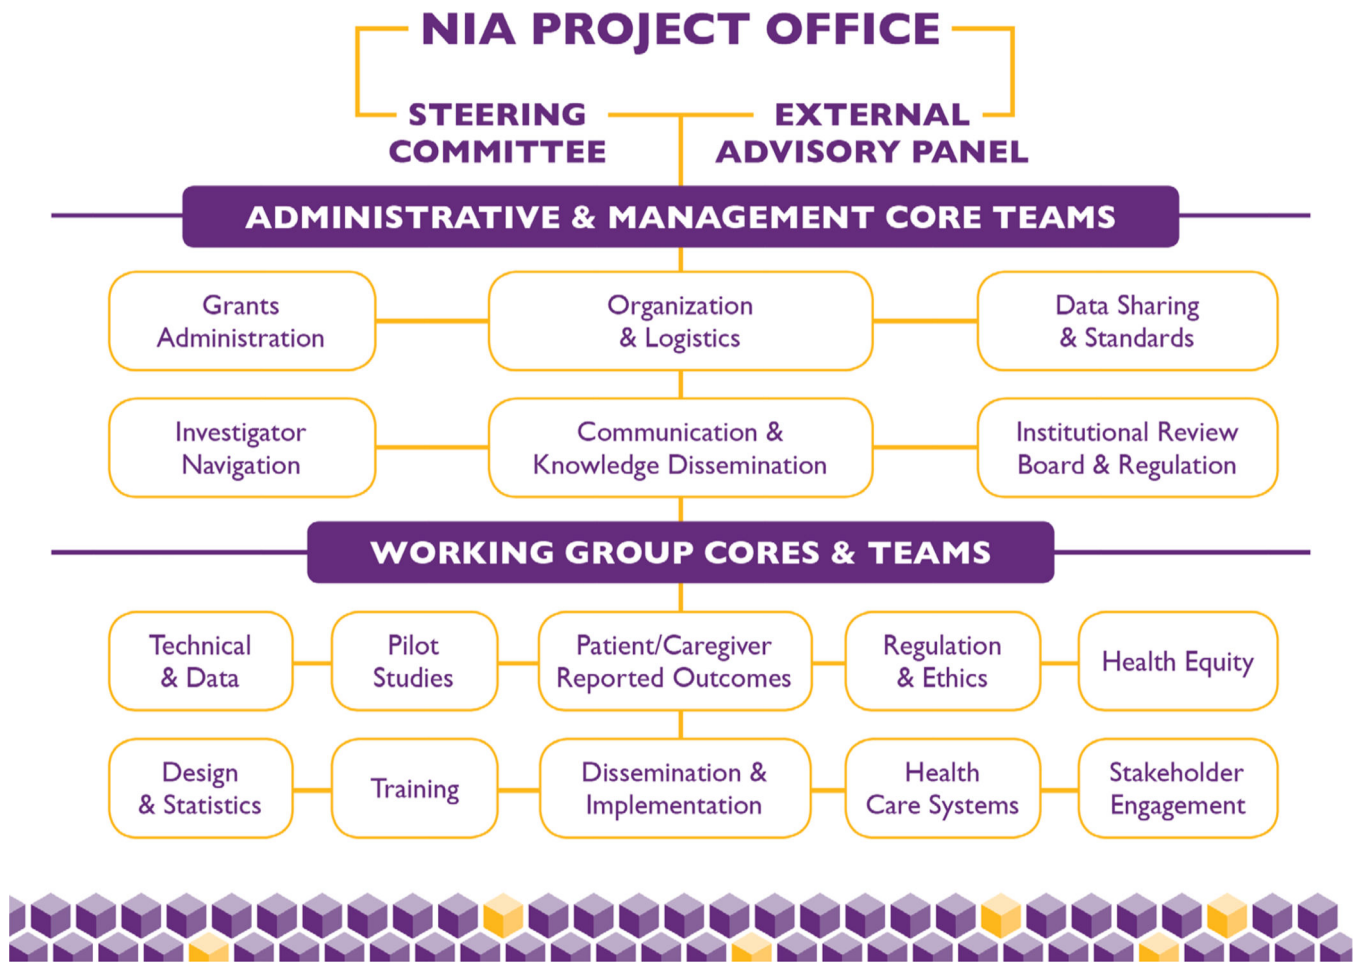 NIA PROJECT OFFICE
STEERING
COMMITTEE
EXTERNAL
ADVISORY PANEL
ADMINISTRATIVE & MANAGEMENT CORE TEAMS
Grants
Administration
Organization
& Logistics
Data Sharing
& Standards
Investigator
Navigation
Communication &
Knowledge Dissemination
Institutional Review
Board & Regulation
WORKING GROUP CORES & TEAMS
Technical
& Data
Pilot
Studies
Patient/Caregiver
Reported Outcomes
Regulation
& Ethics
Health Equity
Design
& Statistics
Training
Dissemination &
Implementation
Health
Care Systems
Stakeholder
Engagement